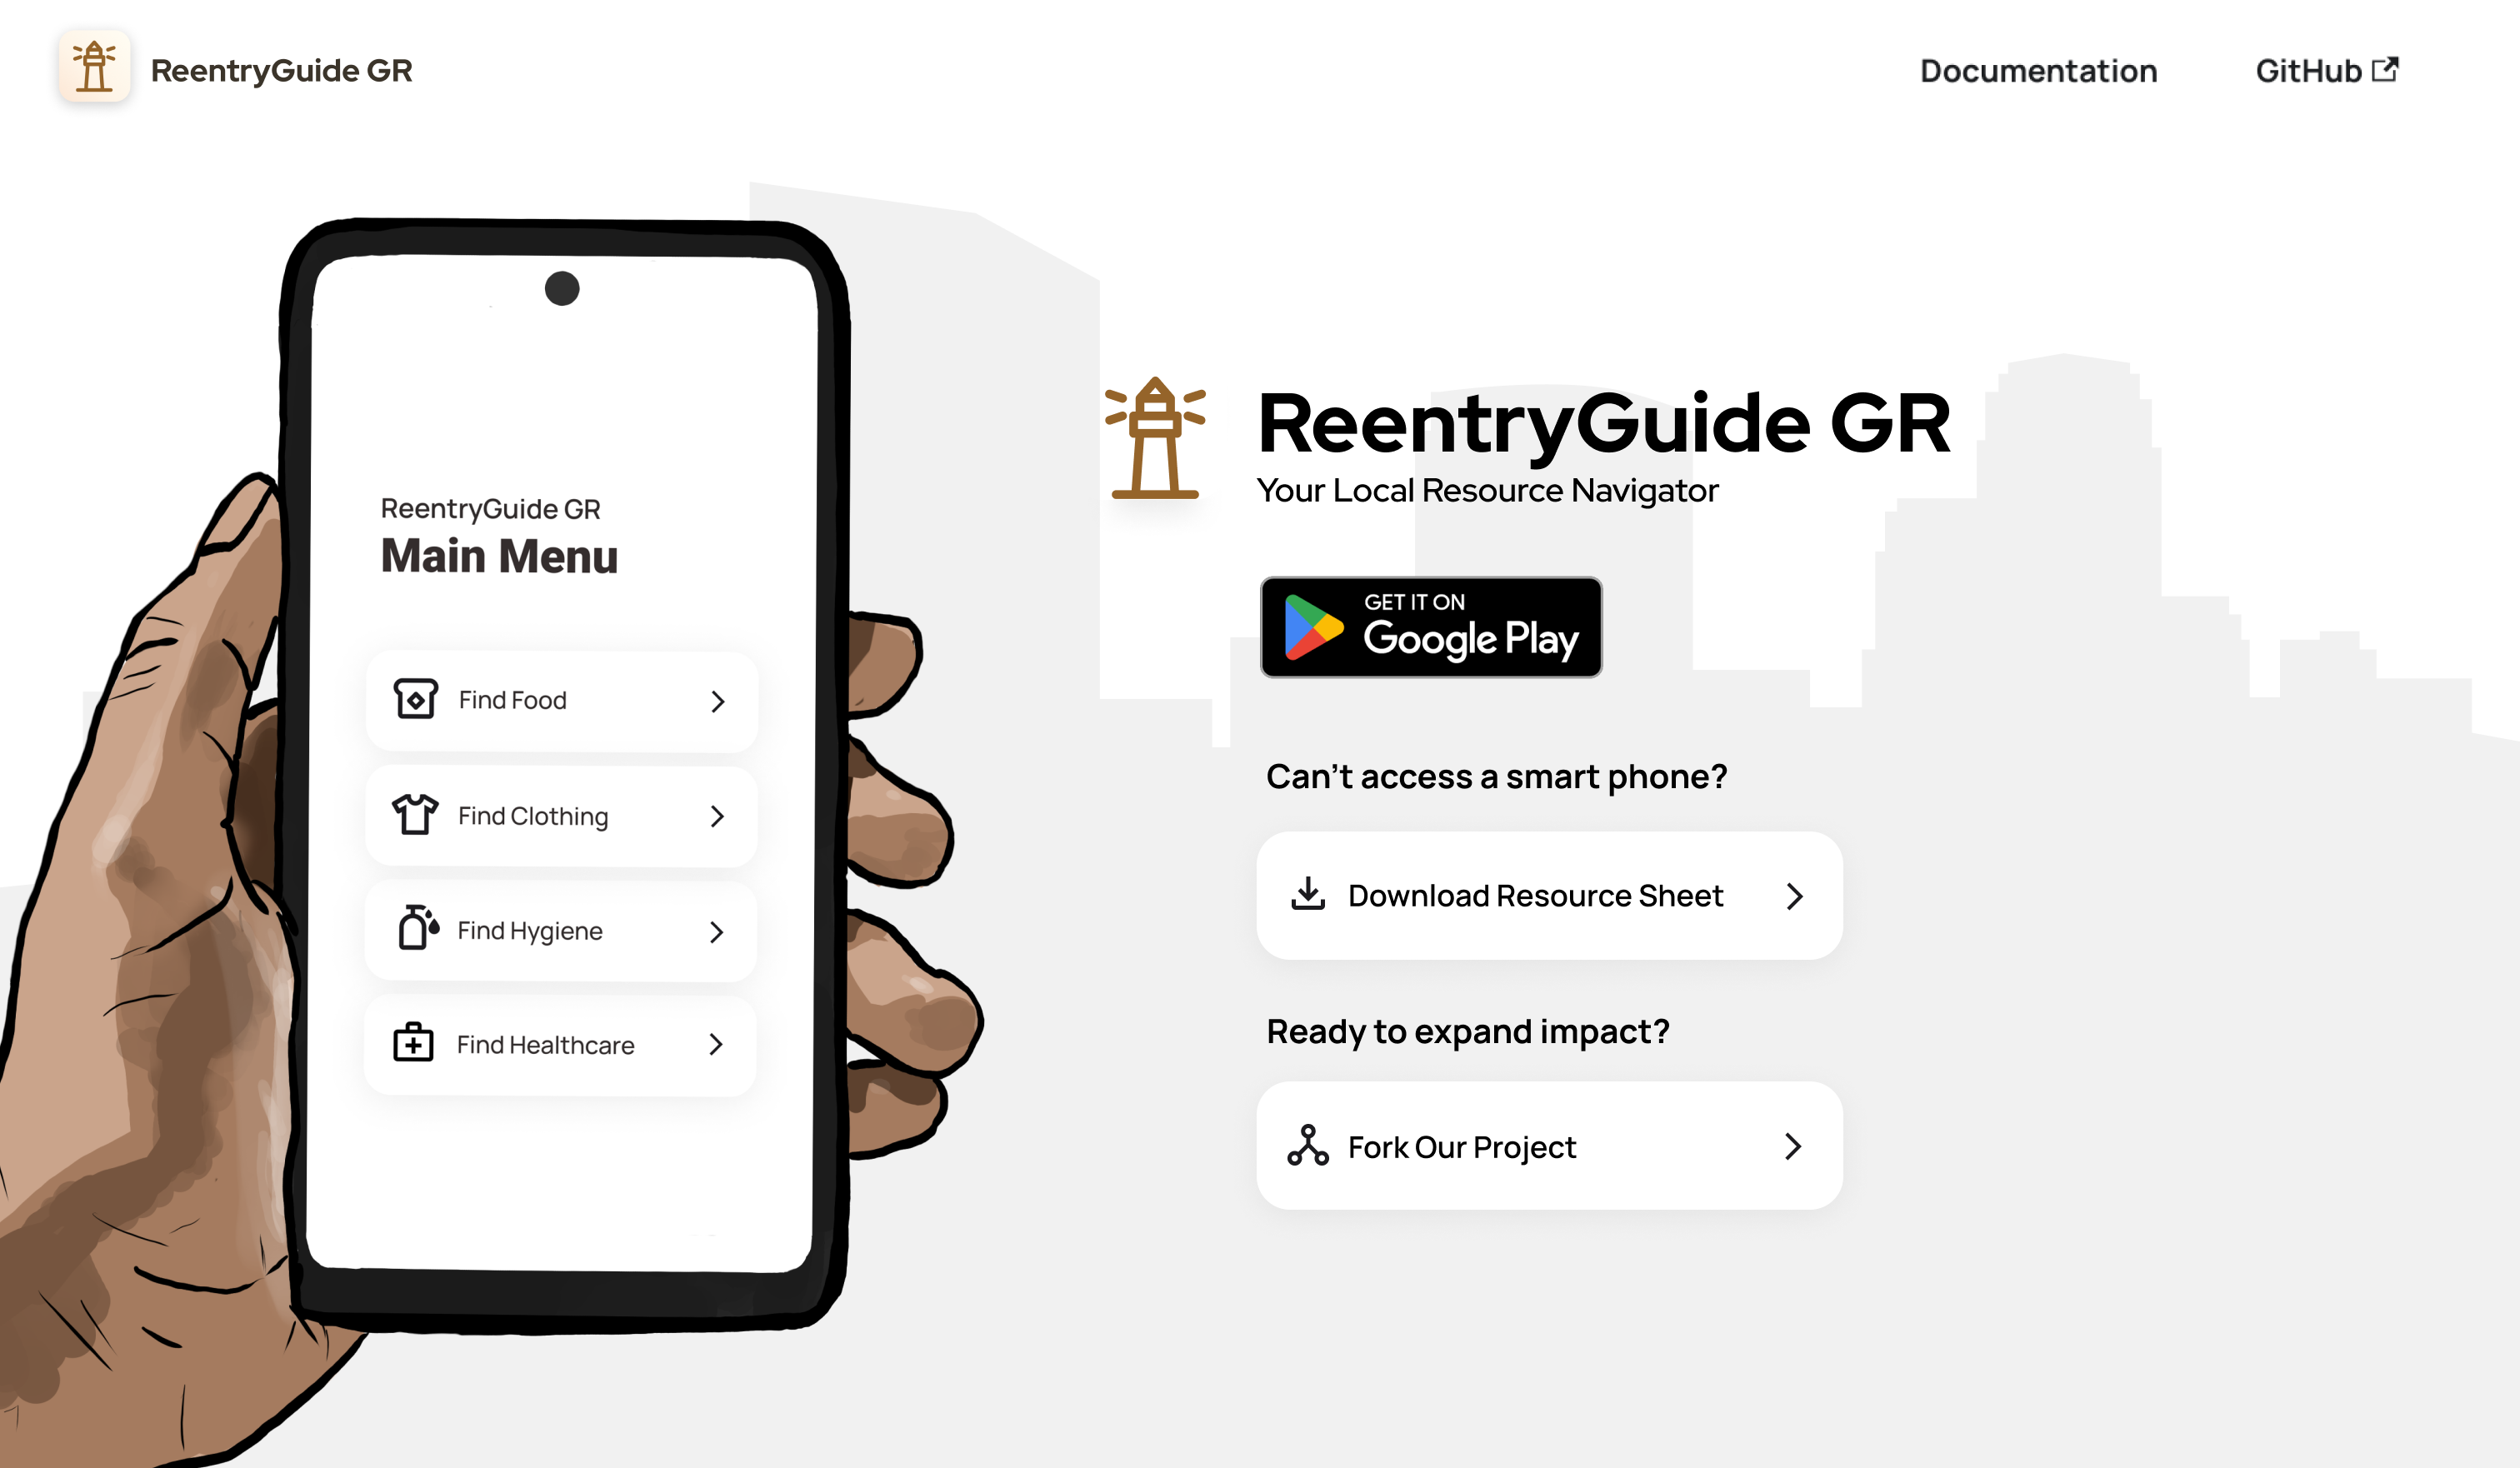 ReentryGuide GR
Documentation
GitHub
ReentryGuide GR
Main Menu
Find Food
Find Clothing
Find Hygiene
Find Healthcare
ReentryGuide GR
Your Local Resource Navigator
GET IT ON
Google Play
Can’t access a smart phone?
Download Resource Sheet
Ready to expand impact?
Fork Our Project